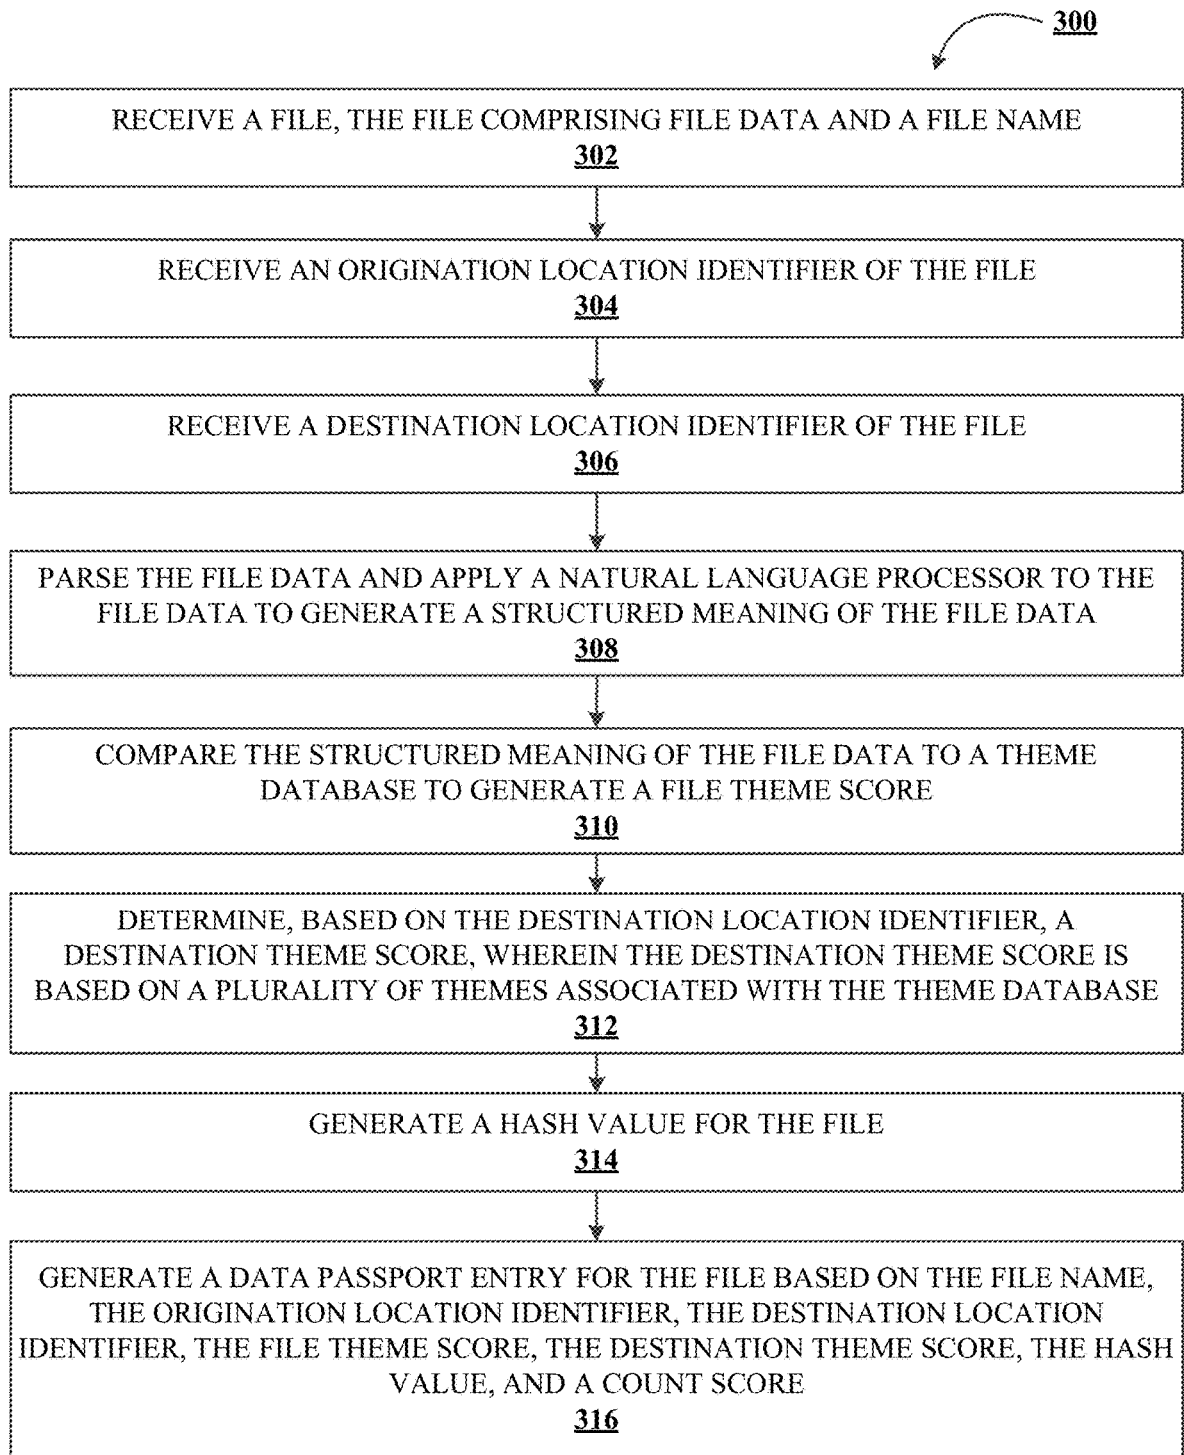 300
RECEIVE A FILE, THE FILE COMPRISING FILE DATA AND A FILE NAME
302
RECEIVE AN ORIGINATION LOCATION IDENTIFIER OF THE FILE
304
RECEIVE A DESTINATION LOCATION IDENTIFIER OF THE FILE
306
PARSE THE FILE DATA AND APPLY A NATURAL LANGUAGE PROCESSOR TO THE
FILE DATA TO GENERATE A STRUCTURED MEANING OF THE FILE DATA
308
COMPARE THE STRUCTURED MEANING OF THE FILE DATA TO A THEME
DATABASE TO GENERATE A FILE THEME SCORE
310
DETERMINE, BASED ON THE DESTINATION LOCATION IDENTIFIER, A
DESTINATION THEME SCORE, WHEREIN THE DESTINATION THEME SCORE IS
BASED ON A PLURALITY OF THEMES ASSOCIATED WITH THE THEME DATABASE
312
GENERATE A HASH VALUE FOR THE FILE
314
GENERATE A DATA PASSPORT ENTRY FOR THE FILE BASED ON THE FILE NAME,
THE ORIGINATION LOCATION IDENTIFIER, THE DESTINATION LOCATION
IDENTIFIER, THE FILE THEME SCORE, THE DESTINATION THEME SCORE, THE HASH
VALUE, AND A COUNT SCORE
316